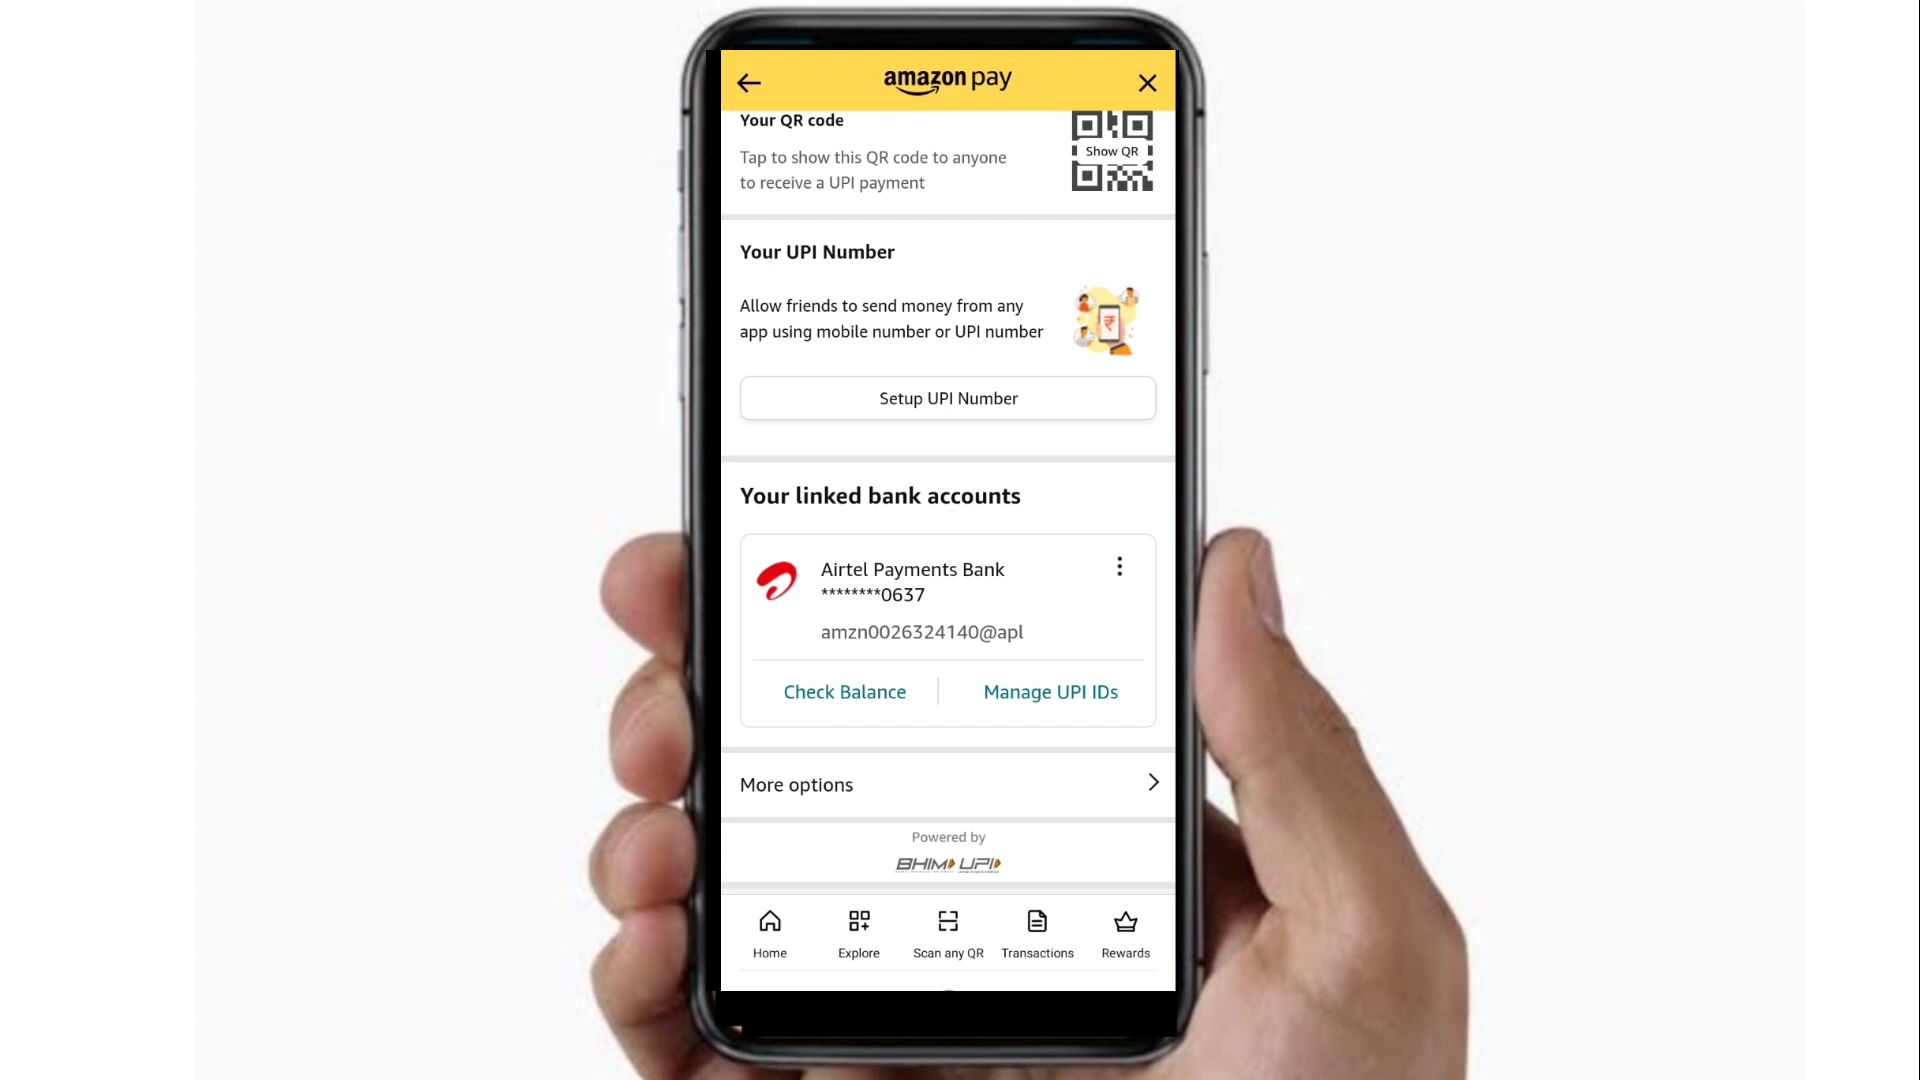 amazon pay
Your QR code
Tap to show this QR code to anyone
to receive a UPI payment
Show QR
Your UPI Number
Allow friends to send money from any
app using mobile number or UPI number
Setup UPI Number
Your linked bank accounts
Airtel Payments Bank
********0637
amzn0026324140@apl
Check Balance
Manage UPI IDs
More options
Powered by
BHIM UPI
Home
Explore
Scan any QR
Transactions
Rewards